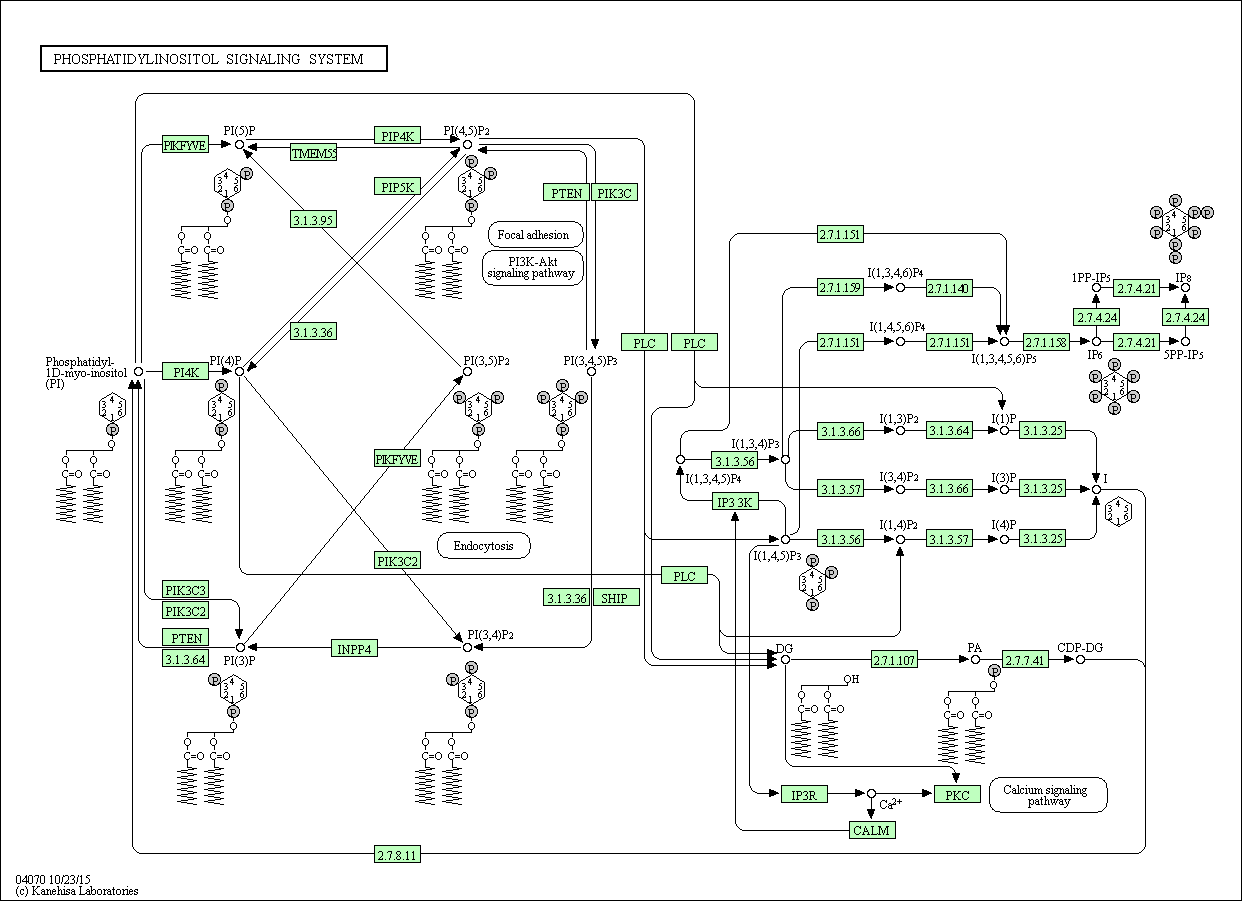 PHOSPHATIDYLINOSITOL SIGNALING SYSTEM
PI(5)P
PIP4K
PI(4,5)P2
PIKFYVE
TMEM55
PIP5K
PTEN
PIK3C
3.1.3.95
Focal adhesion
PI3K-Akt
signaling pathway
2.7.1.151
I(1,3,4,6)P4
1PP-IP5
IP8
2.7.1.159
2.7.1.140
2.7.4.21
2.7.4.24
2.7.4.24
3.1.3.36
I(1,4,5,6)P4
PLC
PLC
2.7.1.151
2.7.1.151
2.7.1.158
2.7.4.21
I(1,3,4,5,6)P5
IP6
5PP-IP5
Phosphatidyl-
1D-myo-inositol
(PI)
PI4K
PI(4)P
PI(3,5)P2
PI(3,4,5)P3
I(1,3)P2
I(1)P
3.1.3.66
3.1.3.64
3.1.3.25
I(1,3,4)P3
PIKFYVE
3.1.3.56
I(1,3,4,5)P4
I(3,4)P2
I(3)P
I
3.1.3.57
3.1.3.66
3.1.3.25
IP3 3K
I(1,4)P2
I(4)P
3.1.3.56
3.1.3.57
3.1.3.25
I(1,4,5)P3
Endocytosis
PIK3C2
PLC
PIK3C3
PIK3C2
3.1.3.36
SHIP
PTEN
3.1.3.64
INPP4
PI(3,4)P2
PI(3)P
DG
PA
CDP-DG
2.7.1.107
2.7.7.41
OH
IP3R
Ca2+
PKC
Calcium signaling
pathway
CALM
2.7.8.11
04070 10/23/15
(c) Kanehisa Laboratories